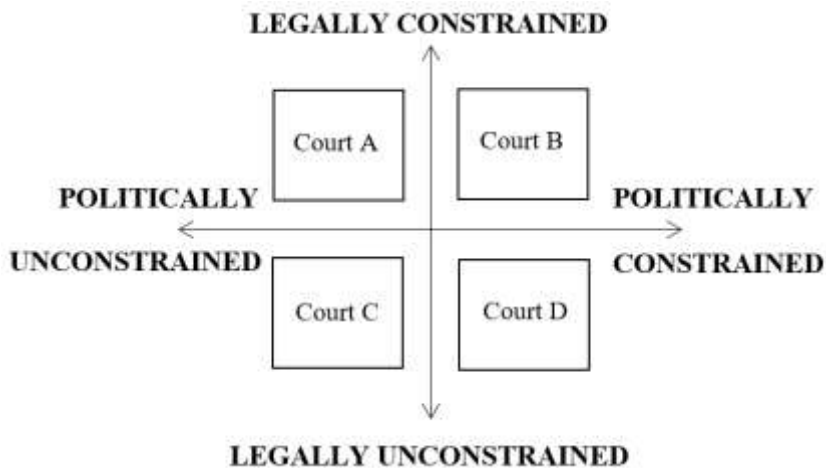 LEGALLY CONSTRAINED
Court A
Court B
POLITICALLY
UNCONSTRAINED
POLITICALLY
CONSTRAINED
Court C
Court D
LEGALLY UNCONSTRAINED